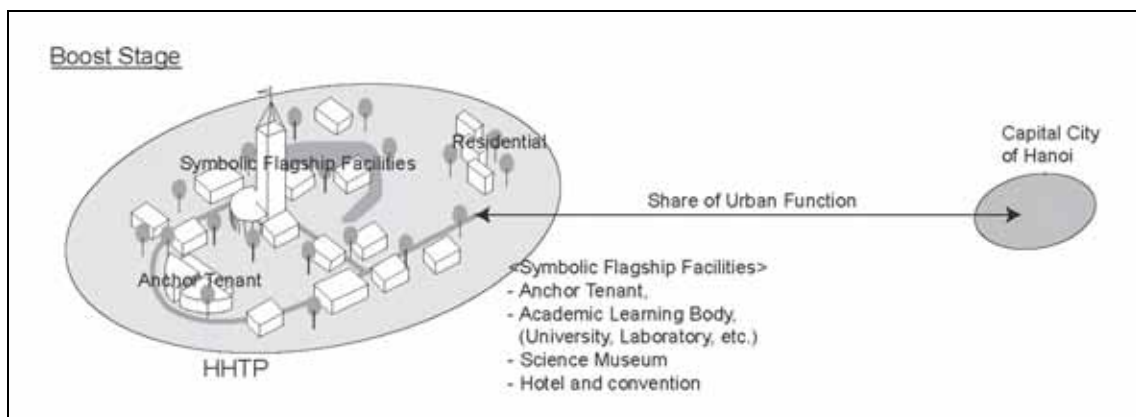 Boost Stage
Residential
Symbolic Flagship Facilities
Anchor Tenant
HHTP
Capital City
of Hanoi
Share of Urban Function
<Symbolic Flagship Facilities>
- Anchor Tenant,
- Academic Learning Body,
(University, Laboratory, etc.)
- Science Museum
- Hotel and convention